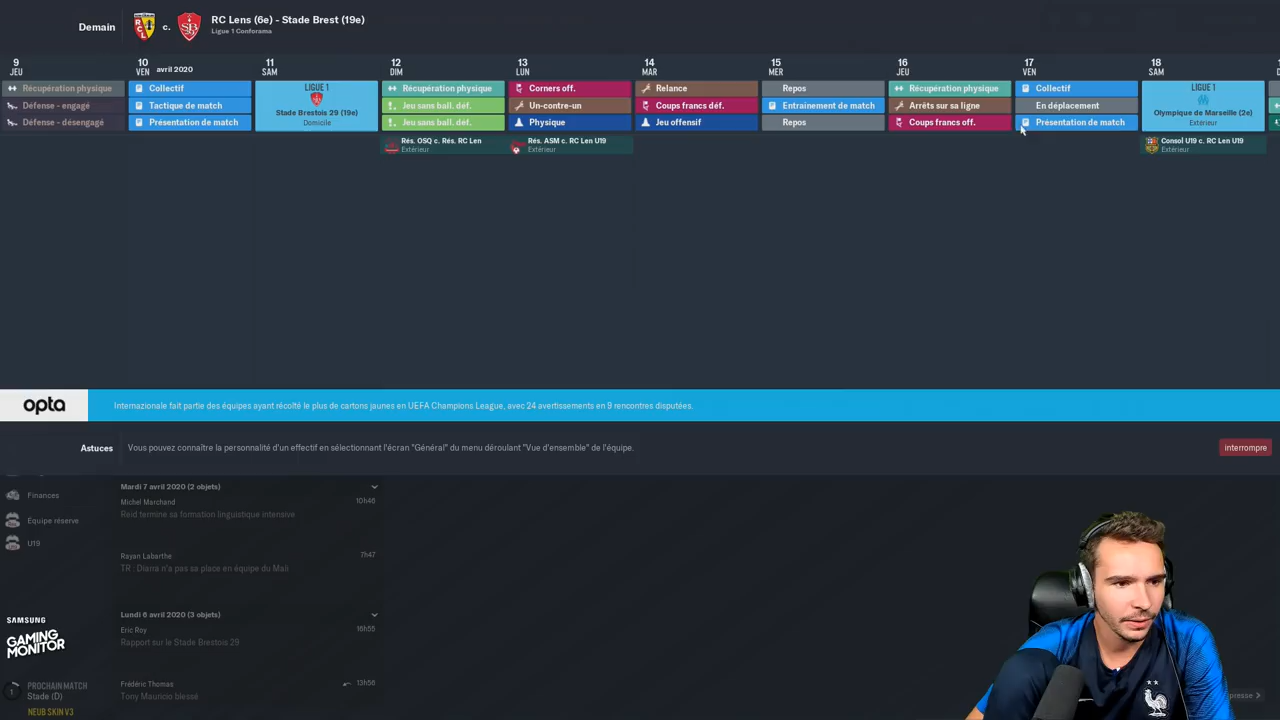 Demain
c.
RC Lens (6e) - Stade Brest (19e)
Ligue 1 Conforama
9
JEU
10
VEN
avril 2020
11
SAM
12
DIM
13
LUN
14
MAR
15
MER
16
JEU
17
VEN
18
SAM
Récupération physique
Défense - engagé
Défense - désengagé
Collectif
Tactique de match
Présentation de match
LIGUE 1
Stade Brestois 29 (19e)
Domicile
Récupération physique
Jeu sans ball. déf.
Jeu sans ball. déf.
Rés. OSQ c. Rés. RC Len
Extérieur
Corners off.
Un-contre-un
Physique
Rés. ASM c. RC Len U19
Extérieur
Relance
Coups francs déf.
Jeu offensif
Repos
Entrainement de match
Repos
Récupération physique
Arrêts sur sa ligne
Coups francs off.
Collectif
En déplacement
Présentation de match
LIGUE 1
Olympique de Marseille (2e)
Extérieur
Consol U19 c. RC Len U19
Extérieur
opta
Internazionale fait partie des équipes ayant récolté le plus de cartons jaunes en UEFA Champions League, avec 24 avertissements en 9 rencontres disputées.
Astuces
Vous pouvez connaître la personnalité d'un effectif en sélectionnant l'écran "Général" du menu déroulant "Vue d'ensemble" de l'équipe.
interrompre
Finances
Equipe réserve
U19
Mardi 7 avril 2020 (2 objets)
Michel Marchand
10h46
Reid termine sa formation linguistique intensive
Rayan Labarthe
7h47
TR : Diarra n'a pas sa place en équipe du Mali
Lundi 6 avril 2020 (3 objets)
Eric Roy
16h55
Rapport sur le Stade Brestois 29
Frédéric Thomas
13h56
Tony Mauricio blessé
SAMSUNG
GAMING
MONITOR
1
PROCHAIN MATCH
Stade (D)
NEUB SKIN V3
presse